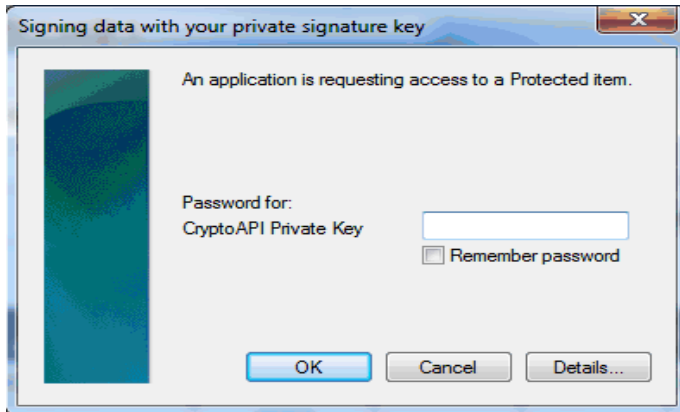 Signing data with your private signature key
An application is requesting access to a Protected item.
Password for:
CryptoAPI Private Key
Remember password
OK Cancel Details...